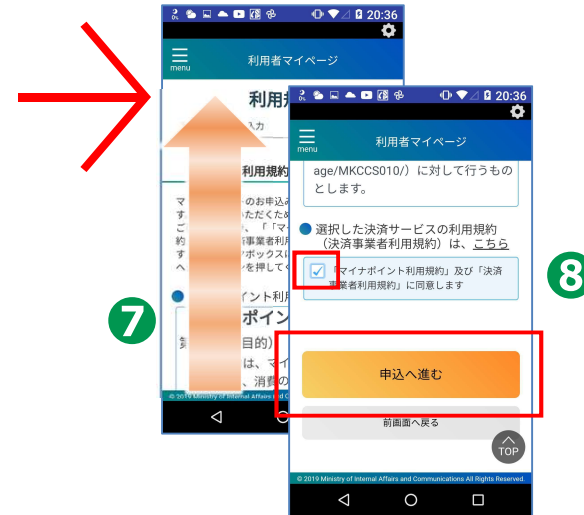 20:36
menu
利用者マイページ
利用
入力
利用規約
マ
のお申込み
す
いただくため
ご
、「「マ
約
済事業者利用
す
ボックスに
へ
を押して
イント利
ポイン
目的）
は、マイ
、消費の
© 2019 Ministry of Internal Affairs and C
7
20:36
menu
利用者マイページ
age/MKCCS010/）に対して行うもの
とします。
選択した決済サービスの利用規約
（決済事業者利用規約）は、こちら
「マイナポイント利用規約」及び「決済
事業者利用規約」に同意します
申込へ進む
前画面へ戻る
TOP
© 2019 Ministry of Internal Affairs and Communications All Rights Reserved.
8